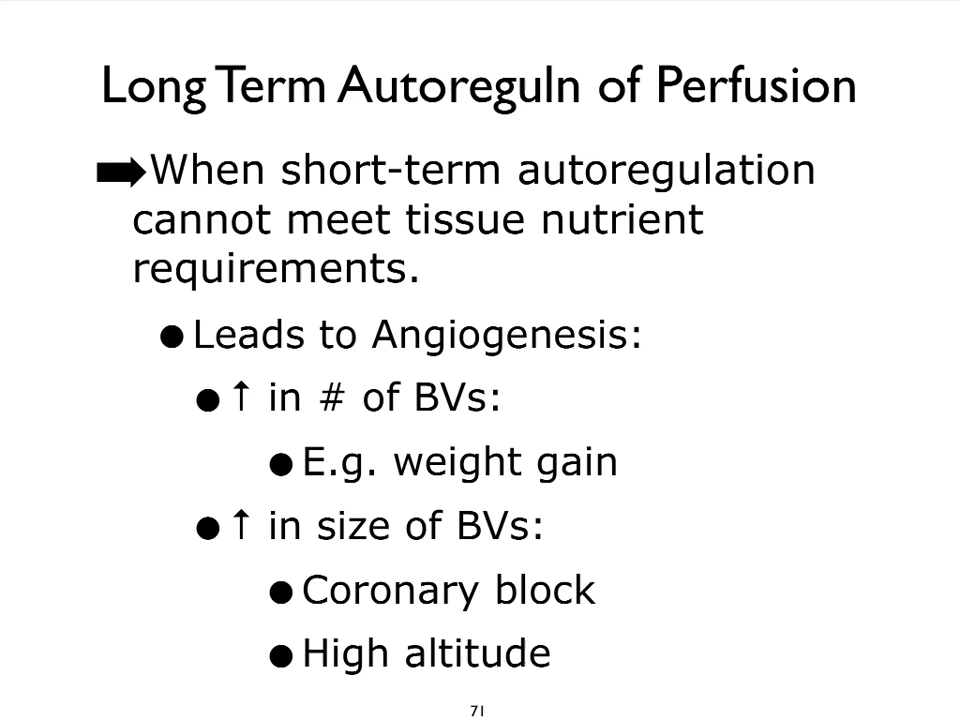 Long Term Autoreguln of Perfusion
➡When short-term autoregulation
cannot meet tissue nutrient
requirements.
•Leads to Angiogenesis:
•↑ in # of BVs:
•E.g. weight gain
•↑ in size of BVs:
•Coronary block
•High altitude
71